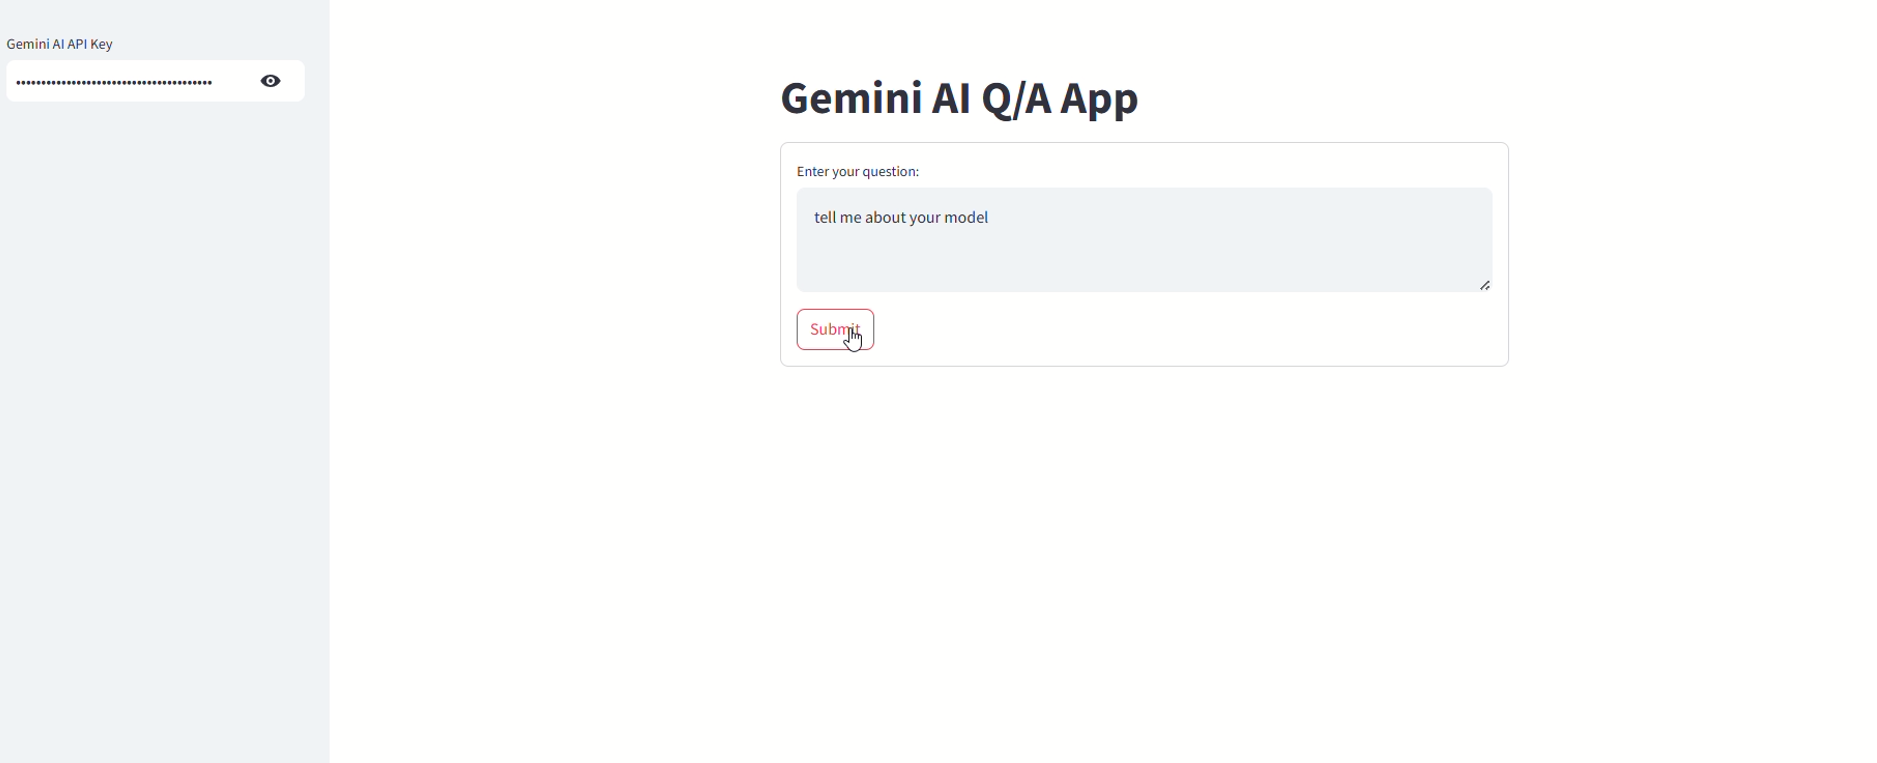 Gemini AI API Key
••••••••••••••••••••••••••••••••••••••• 
Gemini AI Q/A App
Enter your question:
tell me about your model
Submit